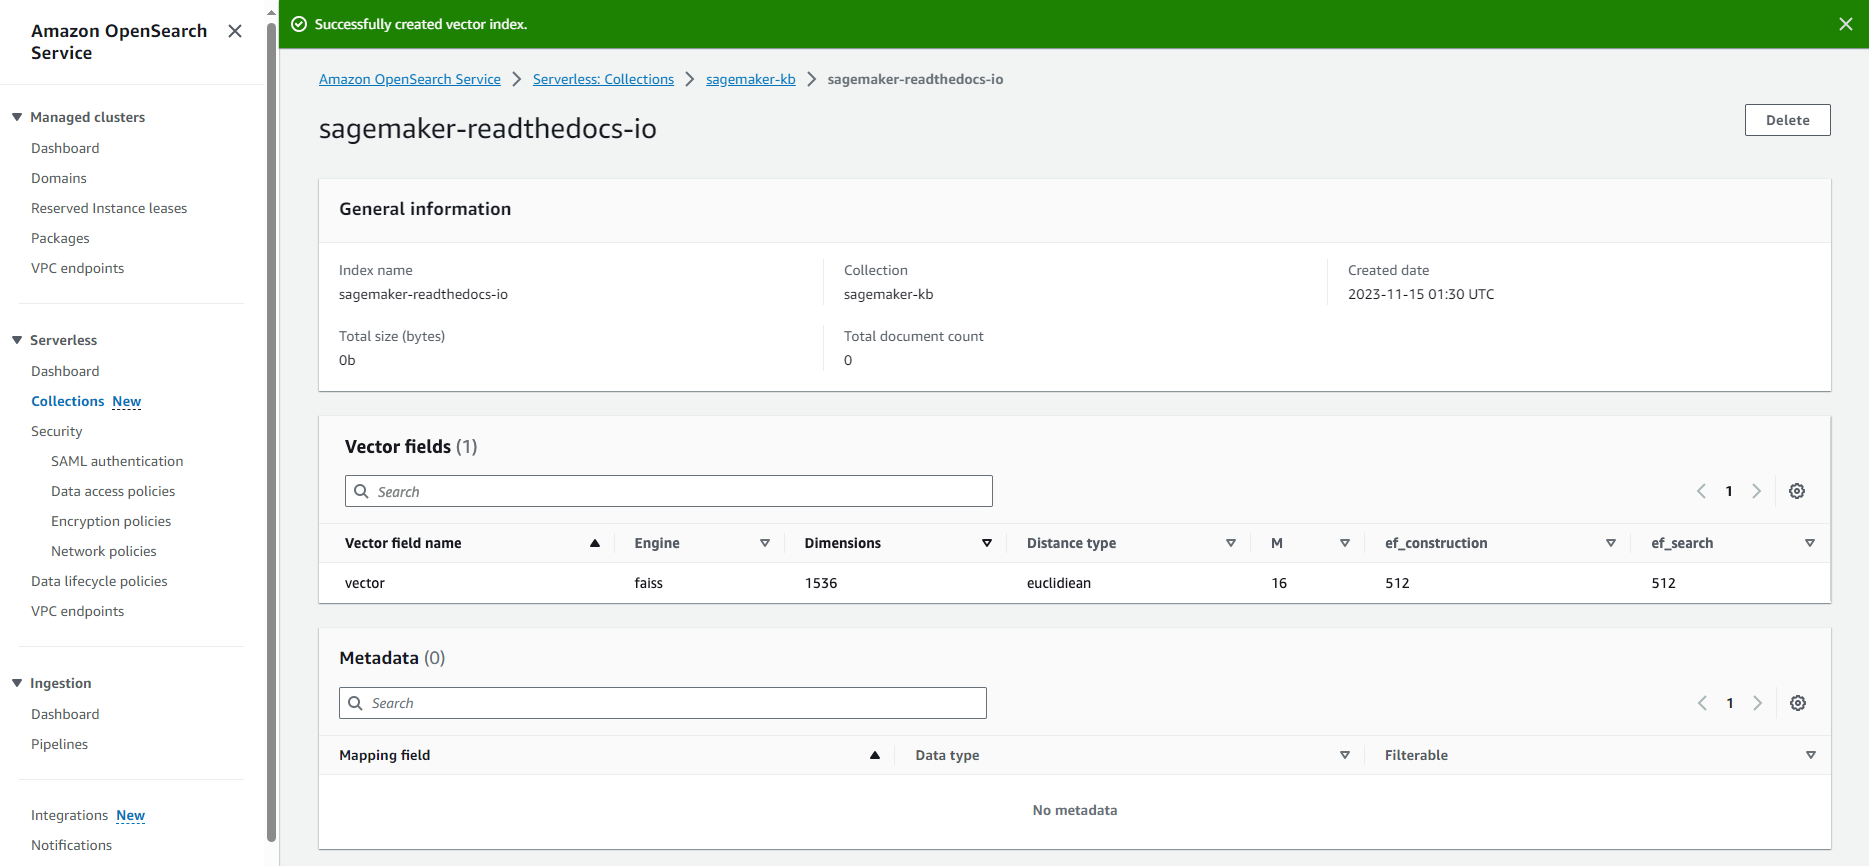 Amazon OpenSearch
Service
Managed clusters
Dashboard
Domains
Reserved Instance leases
Packages
VPC endpoints
Serverless
Dashboard
Collections New
Security
SAML authentication
Data access policies
Encryption policies
Network policies
Data lifecycle policies
VPC endpoints
Ingestion
Dashboard
Pipelines
Integrations New
Notifications
Successfully created vector index.
Amazon OpenSearch Service > Serverless: Collections > sagemaker-kb > sagemaker-readthedocs-io
sagemaker-readthedocs-io
Delete
General information
Index name
sagemaker-readthedocs-io
Collection
sagemaker-kb
Created date
2023-11-15 01:30 UTC
Total size (bytes)
0b
Total document count
0
Vector fields (1)
Search
1
Vector field name Engine Dimensions Distance type M ef_construction ef_search
vector faiss 1536 euclidiean 16 512 512
Metadata (0)
Search
1
Mapping field Data type Filterable
No metadata